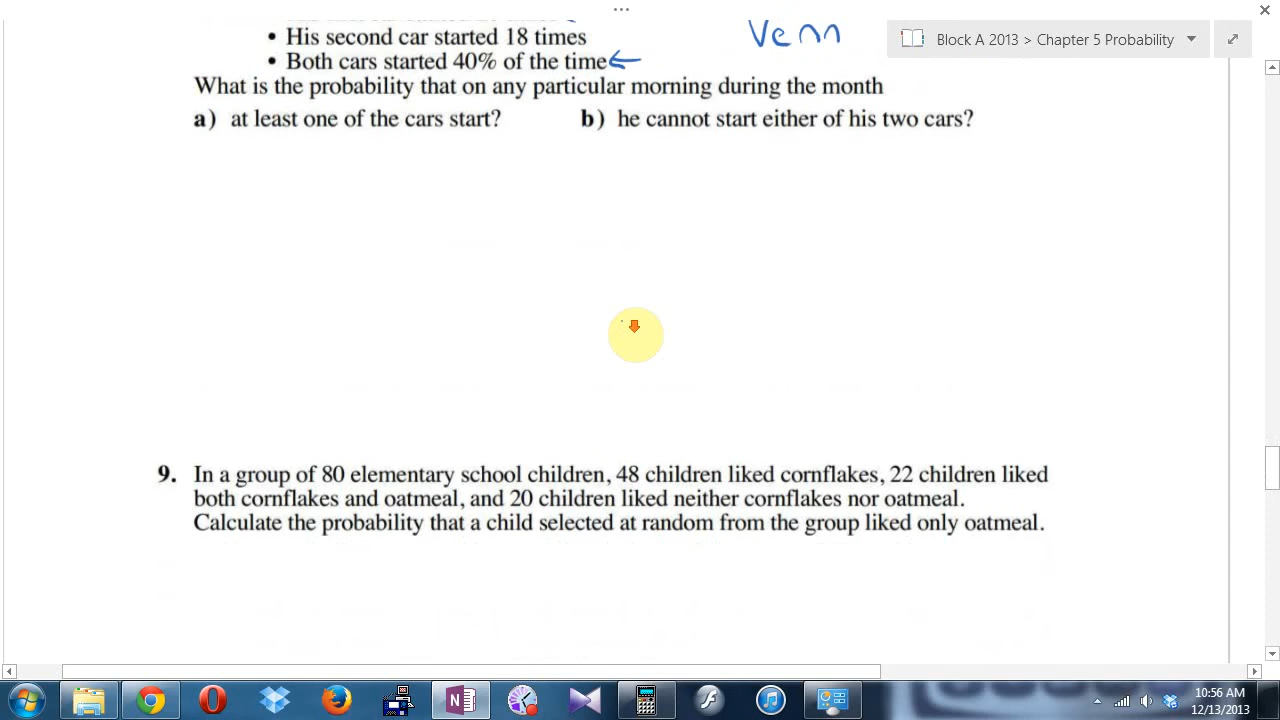 • His second car started 18 times
Venn
Block A 2013 > Chapter 5 Probability
• Both cars started 40% of the time
What is the probability that on any particular morning during the month
a) at least one of the cars start? b) he cannot start either of his two cars?
9. In a group of 80 elementary school children, 48 children liked cornflakes, 22 children liked
both cornflakes and oatmeal, and 20 children liked neither cornflakes nor oatmeal.
Calculate the probability that a child selected at random from the group liked only oatmeal.
10:56 AM
12/13/2013